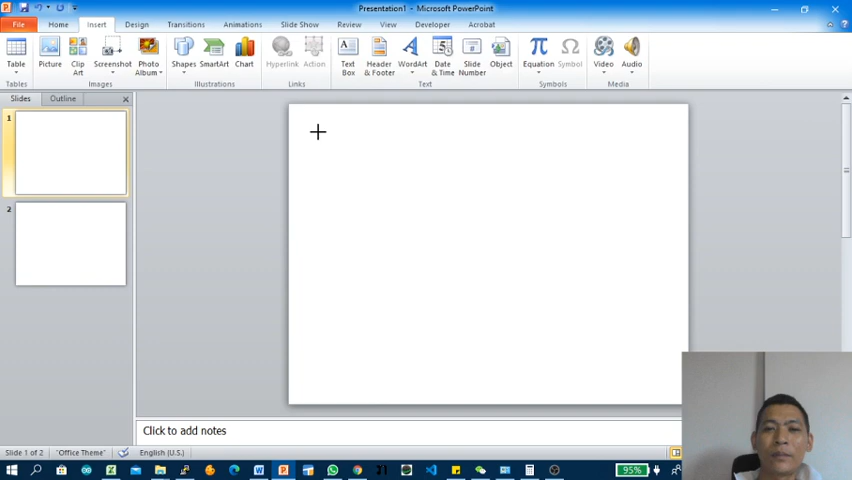 Presentation1 - Microsoft PowerPoint
File Home Insert Design Transitions Animations Slide Show Review View Developer Acrobat
Table Picture Clip Art Screenshot Photo Album Shapes SmartArt Chart Hyperlink Action Text Box Header & Footer WordArt Date & Time Slide Number Object Equation Symbol Video Audio
Tables Images Illustrations Links Text Symbols Media
Slides Outline
1
2
Click to add notes
Slide 1 of 2 "Office Theme" English (U.S.)
95%